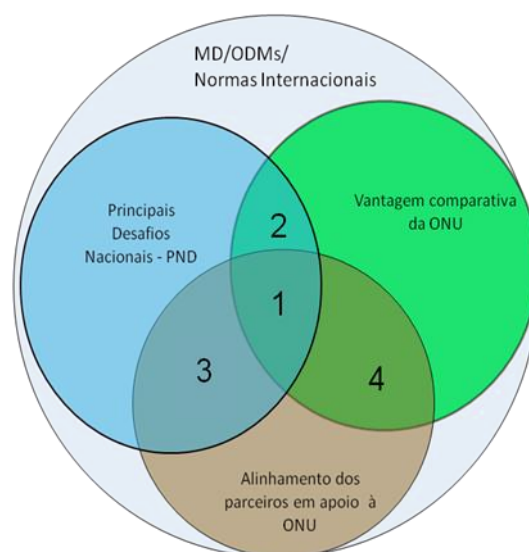 MD/ODMs/
Normas Internacionais
Principais
Desafios
Nacionais - PND
Vantagem comparativa
da ONU
2
1
3
4
Alinhamento dos
parceiros em apoio à
ONU